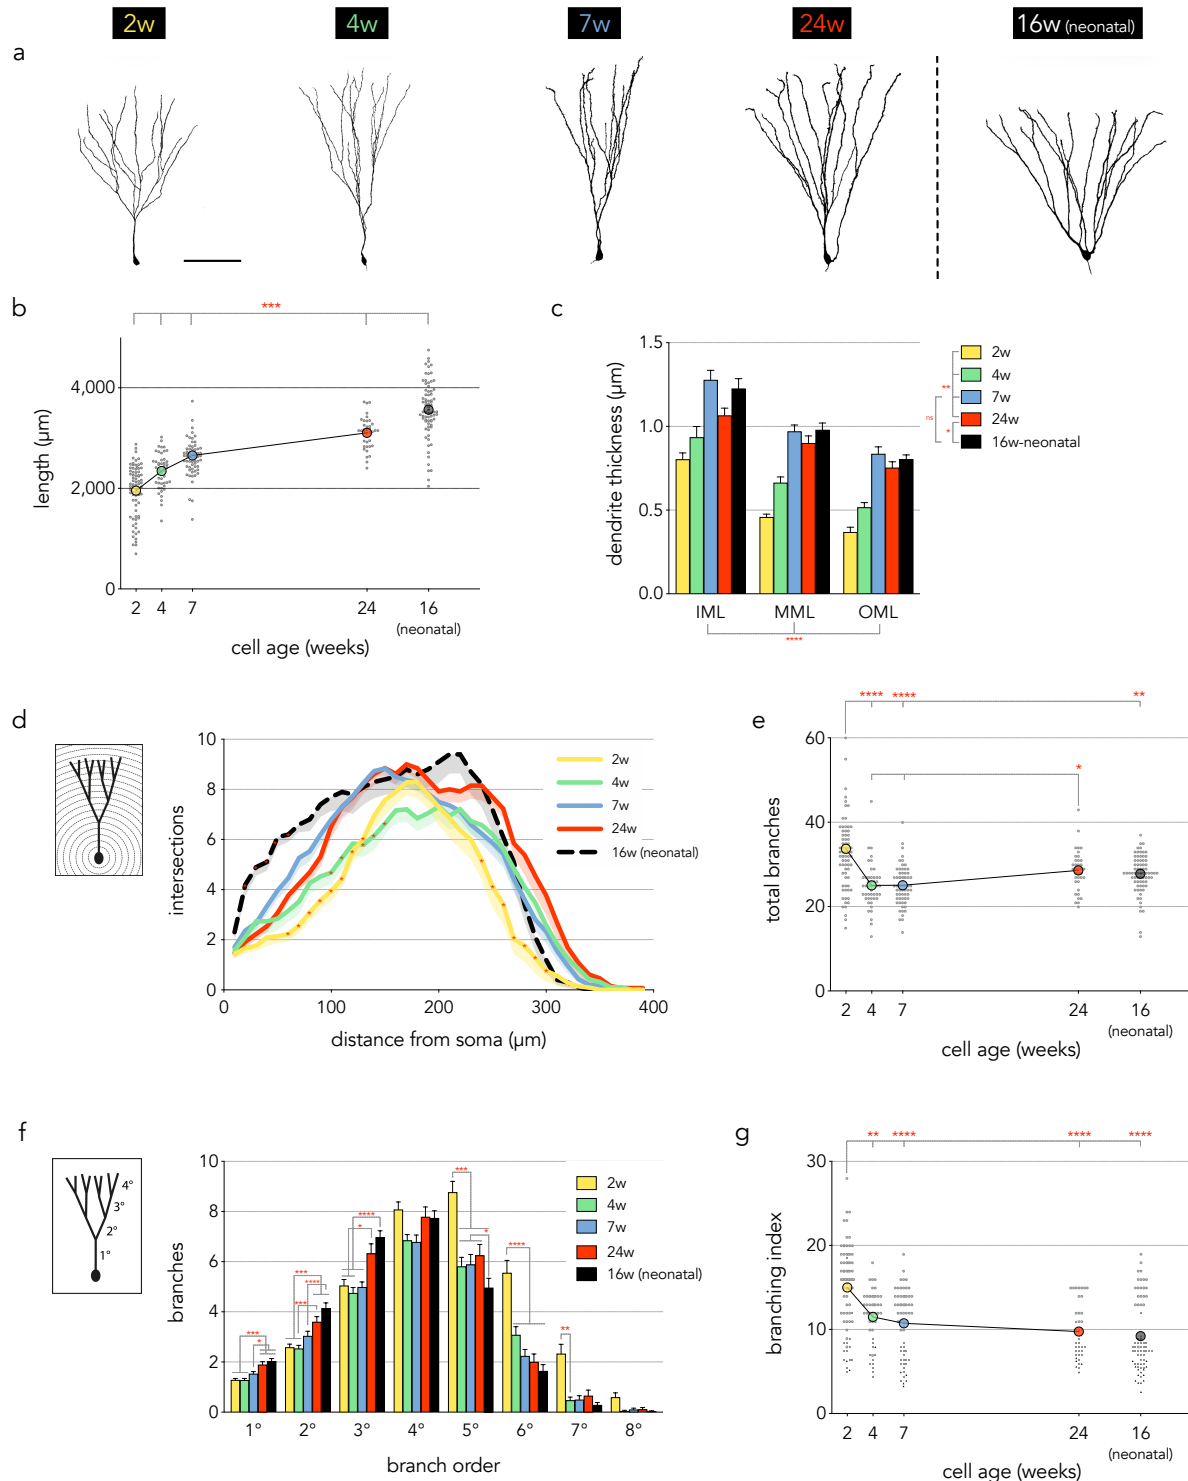 2w 4w 7w 24w 16w (neonatal)
a
b
***
length (µm)
4,000
2,000
0
2 4 7 24 16
(neonatal)
cell age (weeks)
c
dendrite thickness (µm)
1.5
1.0
0.5
0.0
IML MML OML
****
2w
4w
7w
24w
16w-neonatal
**
ns
*
d
intersections
10
8
6
4
2
0
0 100 200 300 400
distance from soma (µm)
2w
4w
7w
24w
16w (neonatal)
e
**** **** **
*
total branches
60
40
20
0
2 4 7 24 16
(neonatal)
cell age (weeks)
f
4°
3°
2°
1°
branches
10
8
6
4
2
0
*** * *** *** **** **** * *** * **** **
1° 2° 3° 4° 5° 6° 7° 8°
branch order
2w
4w
7w
24w
16w (neonatal)
g
** **** **** ****
branching index
30
20
10
0
2 4 7 24 16
(neonatal)
cell age (weeks)